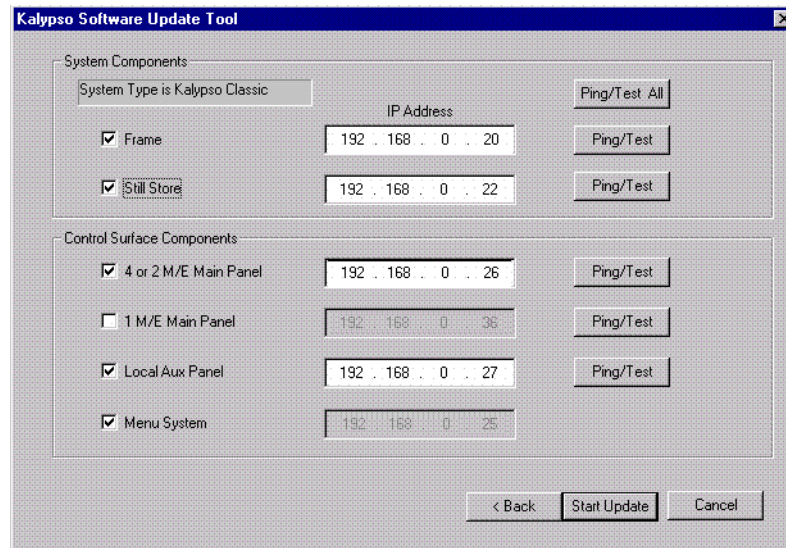 Kalypso Software Update Tool
System Components
System Type is Kalypso Classic
Ping/Test All
IP Address
Frame 192 . 168 . 0 . 20 Ping/Test
Still Store 192 . 168 . 0 . 22 Ping/Test
Control Surface Components
4 or 2 M/E Main Panel 192 . 168 . 0 . 26 Ping/Test
1 M/E Main Panel 192 . 168 . 0 . 36 Ping/Test
Local Aux Panel 192 . 168 . 0 . 27 Ping/Test
Menu System 192 . 168 . 0 . 25
< Back Start Update Cancel